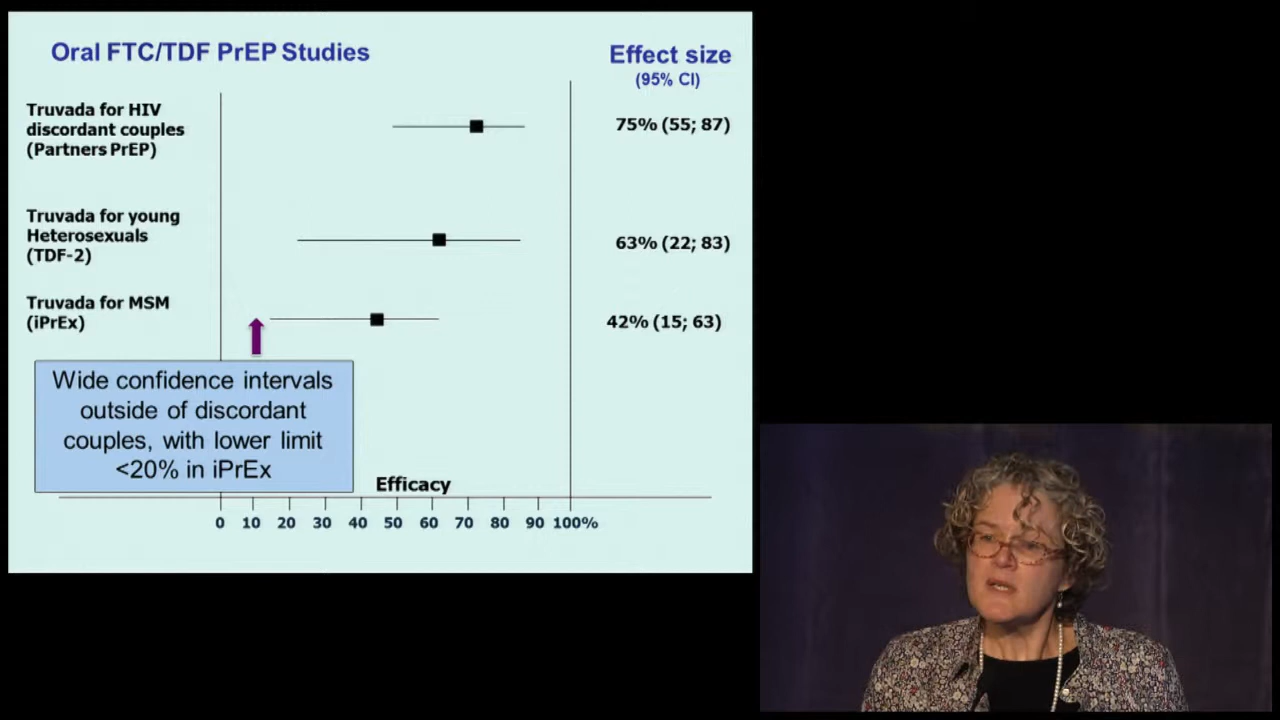 Oral FTC/TDF PrEP Studies
Effect size
(95% CI)
Truvada for HIV
discordant couples
(Partners PrEP)
75% (55; 87)
Truvada for young
Heterosexuals
(TDF-2)
63% (22; 83)
Truvada for MSM
(iPrEx)
42% (15; 63)
Wide confidence intervals
outside of discordant
couples, with lower limit
<20% in iPrEx
Efficacy
0 10 20 30 40 50 60 70 80 90 100%